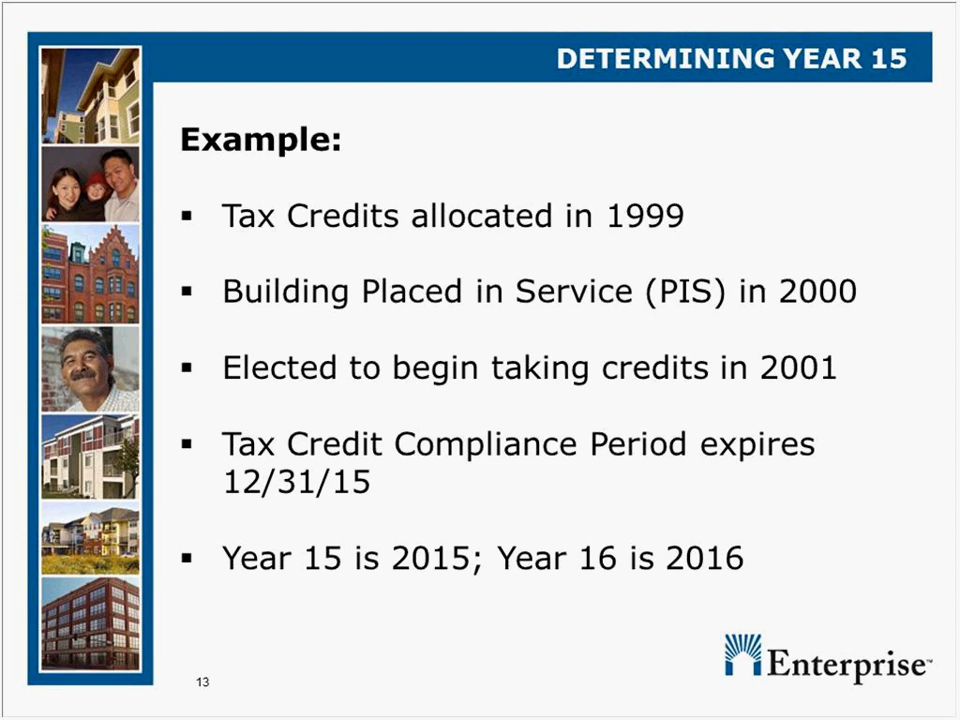 DETERMINING YEAR 15
Example:
▪ Tax Credits allocated in 1999
▪ Building Placed in Service (PIS) in 2000
▪ Elected to begin taking credits in 2001
▪ Tax Credit Compliance Period expires
12/31/15
▪ Year 15 is 2015; Year 16 is 2016
Enterprise™
13